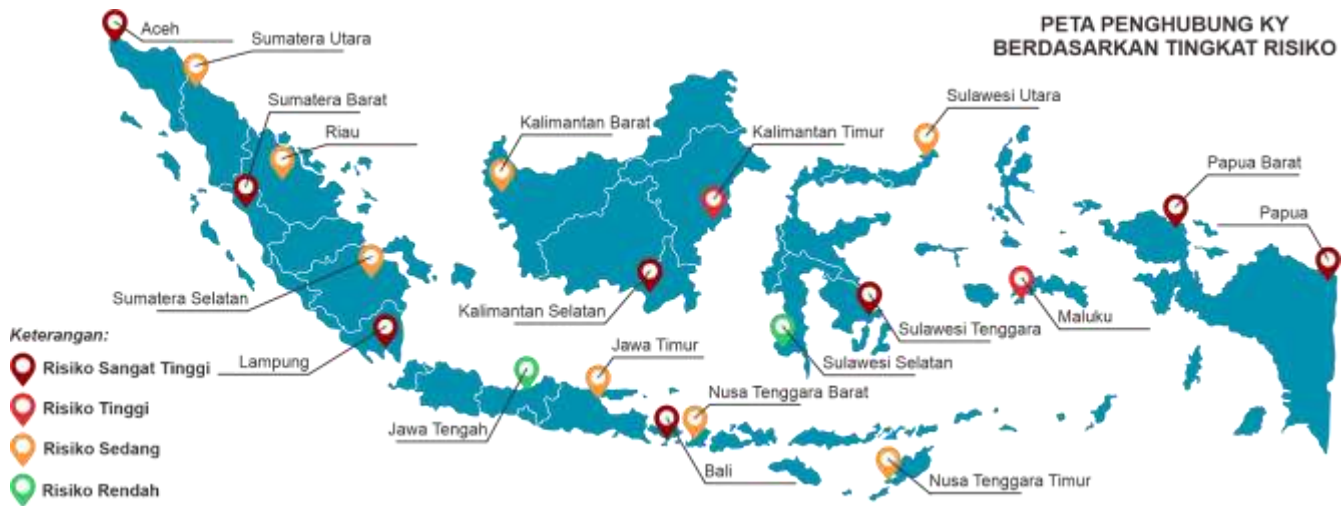 PETA PENGHUBUNG KY
BERDASARKAN TINGKAT RISIKO
Aceh
Sumatera Utara
Sumatera Barat
Riau
Kalimantan Barat
Kalimantan Timur
Sulawesi Utara
Papua Barat
Papua
Sumatera Selatan
Kalimantan Selatan
Sulawesi Tenggara
Maluku
Lampung
Jawa Timur
Sulawesi Selatan
Jawa Tengah
Nusa Tenggara Barat
Bali
Nusa Tenggara Timur
Keterangan:
Risiko Sangat Tinggi
Risiko Tinggi
Risiko Sedang
Risiko Rendah